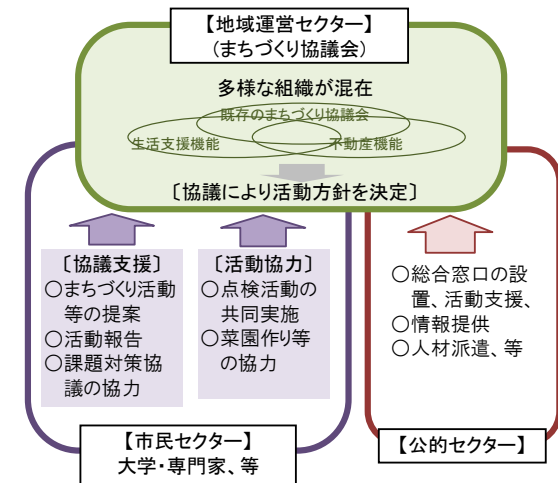 【地域運営セクター】
(まちづくり協議会)
多様な組織が混在
既存のまちづくり協議会
生活支援機能
不動産機能
〔協議により活動方針を決定〕
〔協議支援〕
○まちづくり活動
等の提案
○活動報告
○課題対策協
議の協力
〔活動協力〕
○点検活動の
共同実施
○菜園作り等
の協力
○総合窓口の設
置、活動支援、
○情報提供
○人材派遣、等
【市民セクター】
大学・専門家、等
【公的セクター】